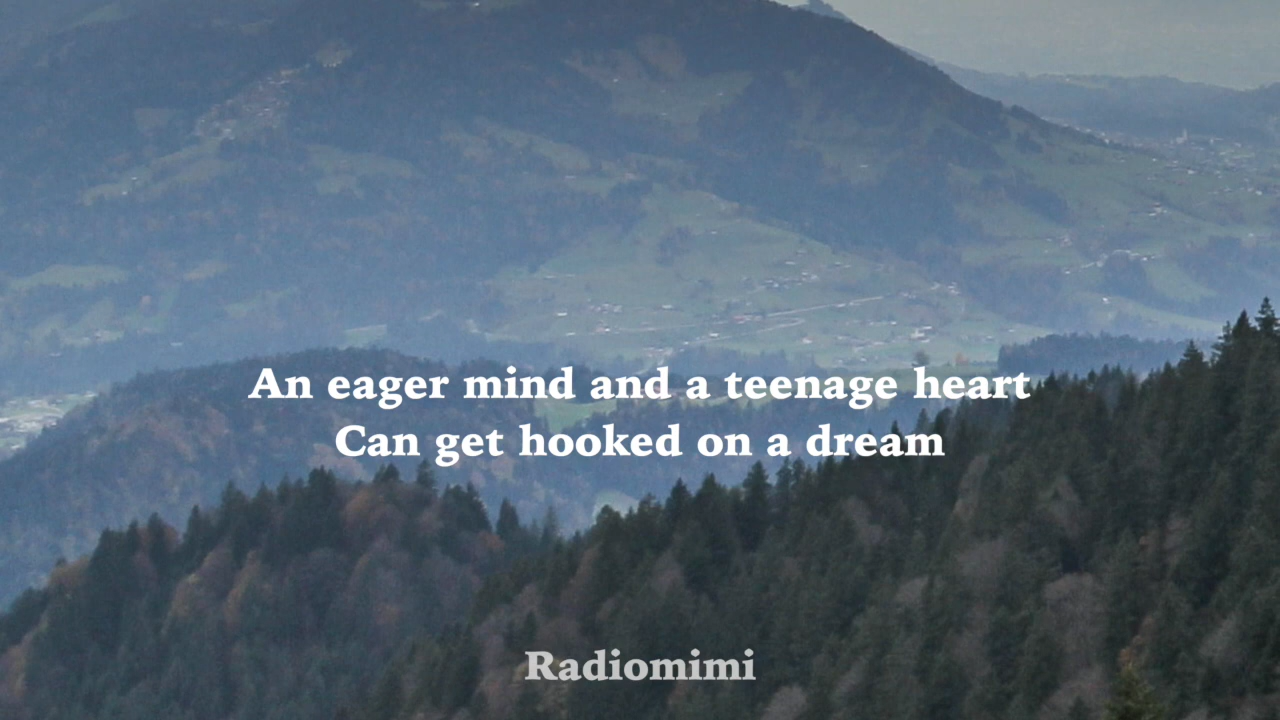 An eager mind and a teenage heart
Can get hooked on a dream
Radiomimi